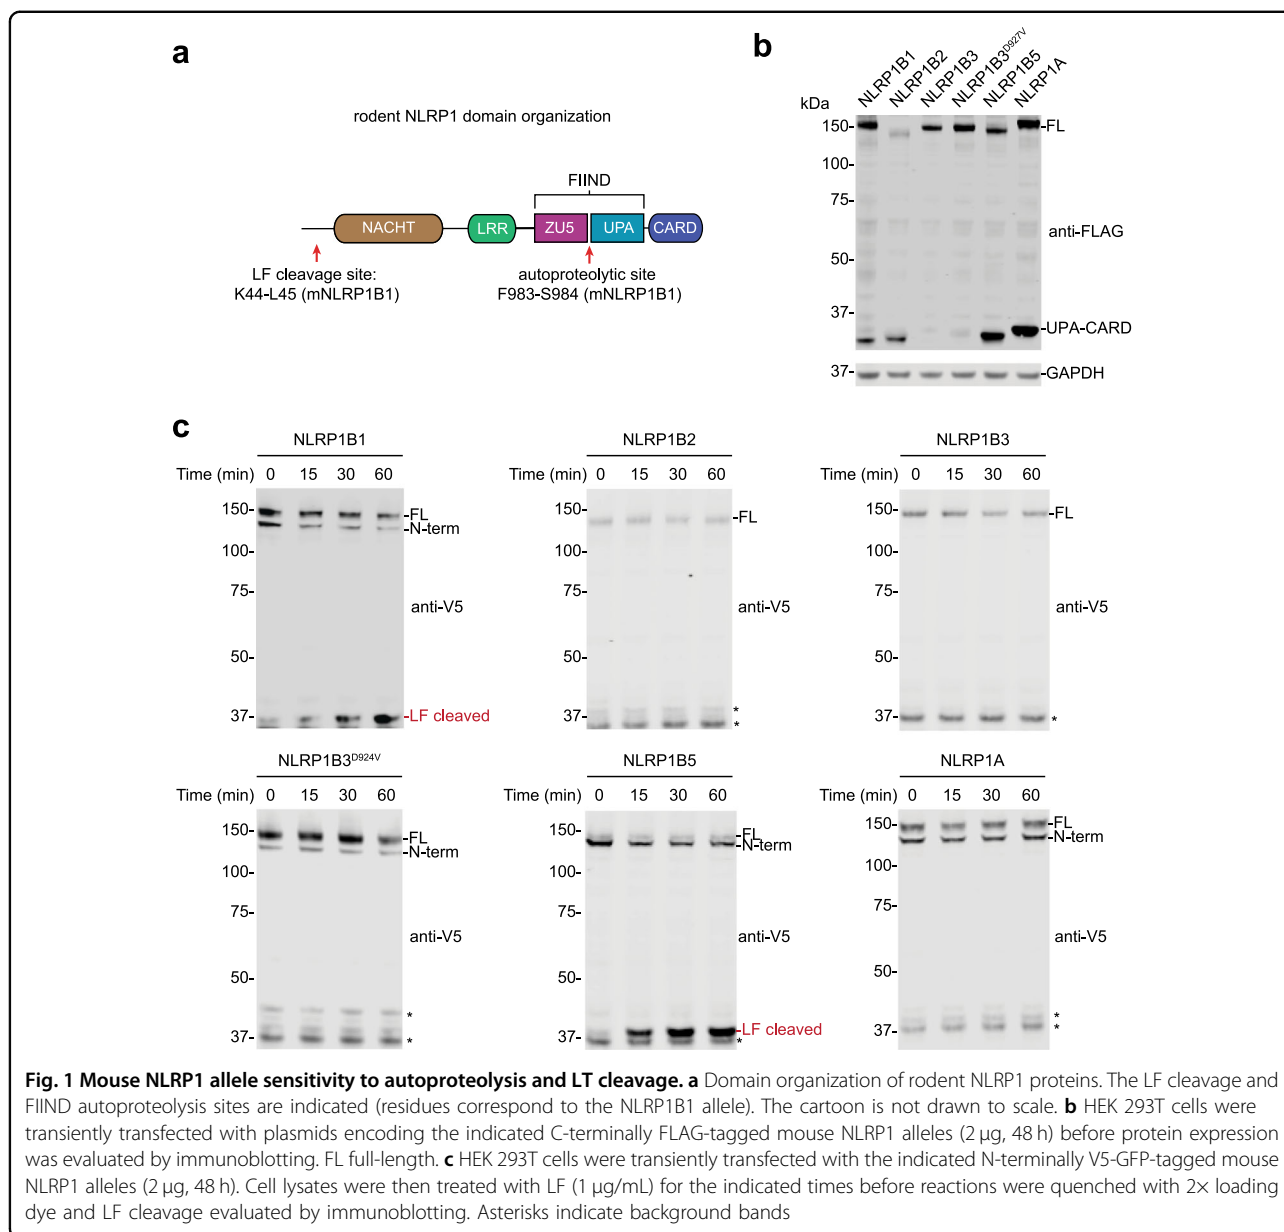 a
rodent NLRP1 domain organization
FIIND
NACHT
LRR
ZU5
UPA
CARD
LF cleavage site:
K44-L45 (mNLRP1B1)
autoproteolytic site
F983-S984 (mNLRP1B1)
b
NLRP1B1
NLRP1B2
NLRP1B3
NLRP1B3D927V
NLRP1B5
NLRP1A
kDa
150-
100-
75-
50-
37-
37-
-FL
anti-FLAG
-UPA-CARD
-GAPDH
c
NLRP1B1
Time (min) 0 15 30 60
150-
100-
75-
50-
37-
-FL
-N-term
anti-V5
-LF cleaved
NLRP1B2
Time (min) 0 15 30 60
150-
100-
75-
50-
37-
-FL
anti-V5
*
*
NLRP1B3
Time (min) 0 15 30 60
150-
100-
75-
50-
37-
-FL
anti-V5
*
NLRP1B3D924V
Time (min) 0 15 30 60
150-
100-
75-
50-
37-
-FL
-N-term
anti-V5
*
*
NLRP1B5
Time (min) 0 15 30 60
150-
100-
75-
50-
37-
-FL
-N-term
anti-V5
-LF cleaved
*
NLRP1A
Time (min) 0 15 30 60
150-
100-
75-
50-
37-
-FL
-N-term
anti-V5
*
*
Fig. 1 Mouse NLRP1 allele sensitivity to autoproteolysis and LT cleavage. a Domain organization of rodent NLRP1 proteins. The LF cleavage and
FIIND autoproteolysis sites are indicated (residues correspond to the NLRP1B1 allele). The cartoon is not drawn to scale. b HEK 293T cells were
transiently transfected with plasmids encoding the indicated C-terminally FLAG-tagged mouse NLRP1 alleles (2 μg, 48 h) before protein expression
was evaluated by immunoblotting. FL full-length. c HEK 293T cells were transiently transfected with the indicated N-terminally V5-GFP-tagged mouse
NLRP1 alleles (2 μg, 48 h). Cell lysates were then treated with LF (1 μg/mL) for the indicated times before reactions were quenched with 2× loading
dye and LF cleavage evaluated by immunoblotting. Asterisks indicate background bands